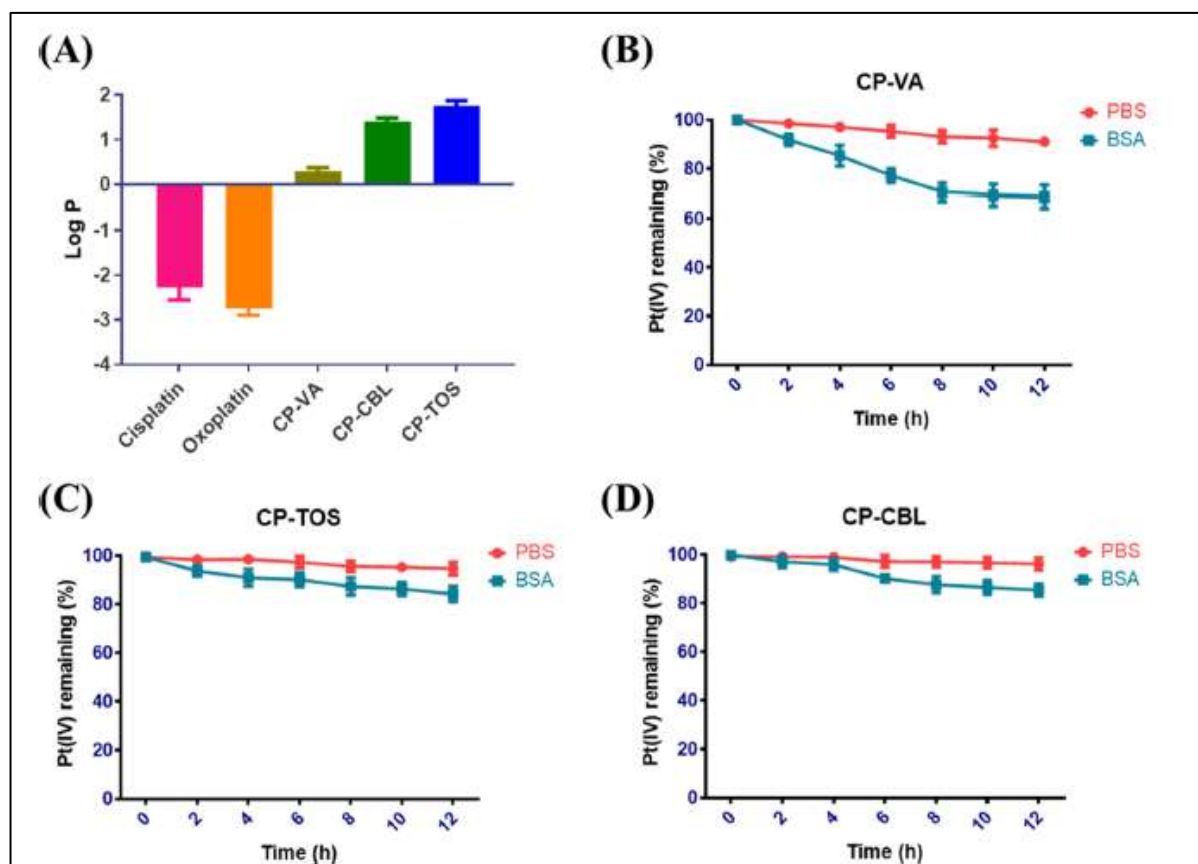 (A)
2
1
0
-1
-2
-3
-4
Log P
Cisplatin
Oxoplatin
CP-VA
CP-CBL
CP-TOS
(B)
CP-VA
PBS
BSA
100
80
60
40
20
0
Pt(IV) remaining (%)
0 2 4 6 8 10 12
Time (h)
(C)
CP-TOS
PBS
BSA
100
80
60
40
20
0
Pt(IV) remaining (%)
0 2 4 6 8 10 12
Time (h)
(D)
CP-CBL
PBS
BSA
100
80
60
40
20
0
Pt(IV) remaining (%)
0 2 4 6 8 10 12
Time (h)